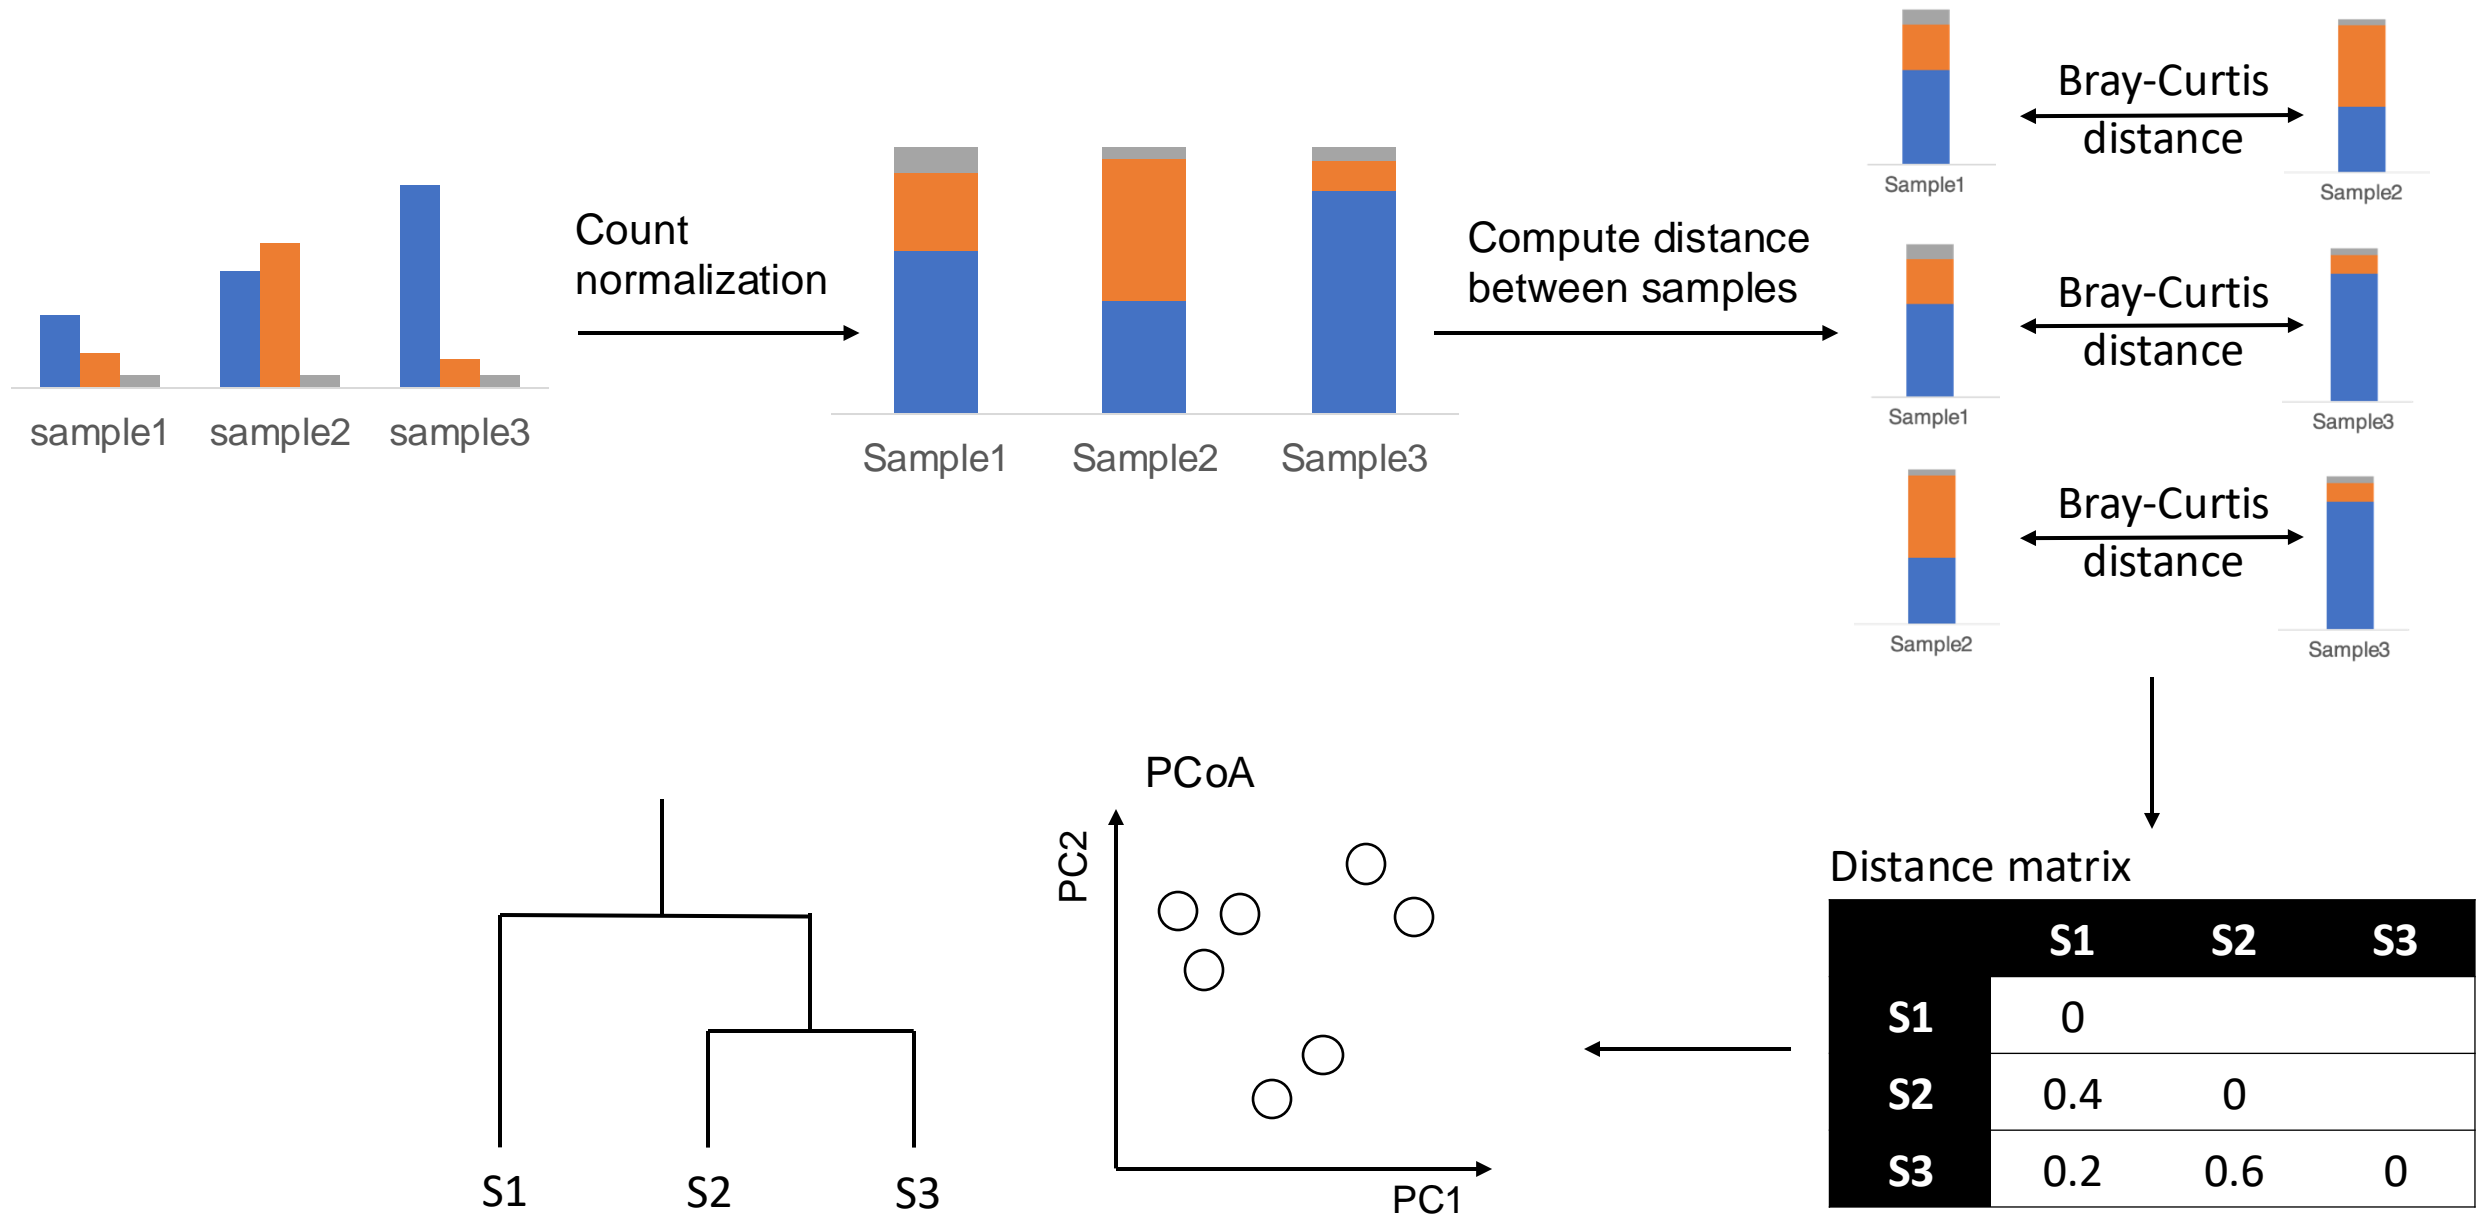 sample1 sample2 sample3
Count
normalization
Sample1 Sample2 Sample3
Compute distance
between samples
Bray-Curtis
distance
Sample1
Sample2
Bray-Curtis
distance
Sample1
Sample3
Bray-Curtis
distance
Sample2
Sample3
Distance matrix
S1 S2 S3
S1 0
S2 0.4 0
S3 0.2 0.6 0
PCoA
PC2
PC1
S1 S2 S3